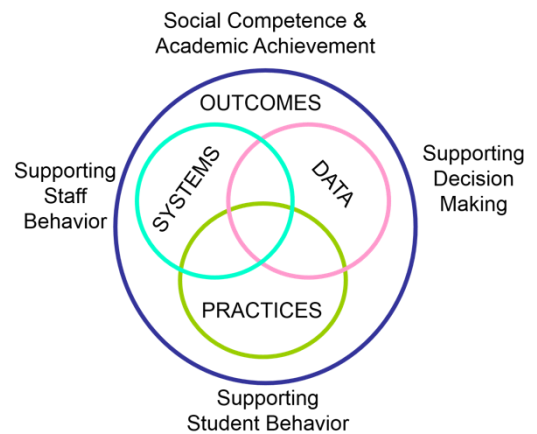 Social Competence &
Academic Achievement
OUTCOMES
Supporting
Staff
Behavior
SYSTEMS
DATA
Supporting
Decision
Making
PRACTICES
Supporting
Student Behavior